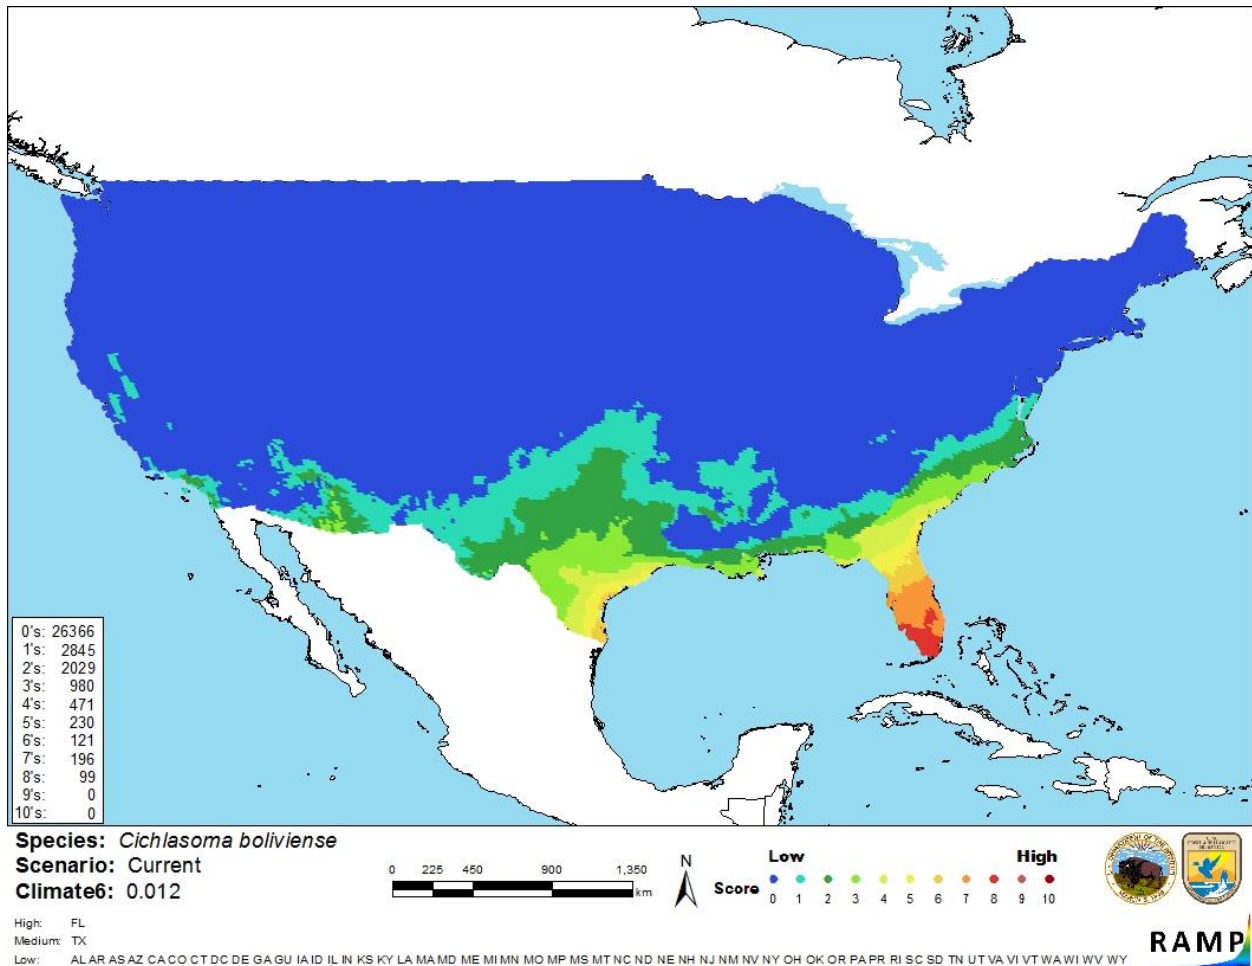 0's: 26366
1's: 2845
2's: 2029
3's: 980
4's: 471
5's: 230
6's: 121
7's: 196
8's: 99
9's: 0
10's: 0
Species: Cichlasoma boliviense
Scenario: Current
Climate6: 0.012
0 225 450 900 1,350
km
N
Low High
Score
0 1 2 3 4 5 6 7 8 9 10
High: FL
Medium: TX
Low: AL AR AS AZ CA CO CT DC DE GA GU IA ID IL IN KS KY LA MA MD ME MI MN MO MP MS MT NC ND NE NH NJ NM NV NY OH OK OR PA PR RI SC SD TN UT VA VI VT WA WI WV WY
RAMP